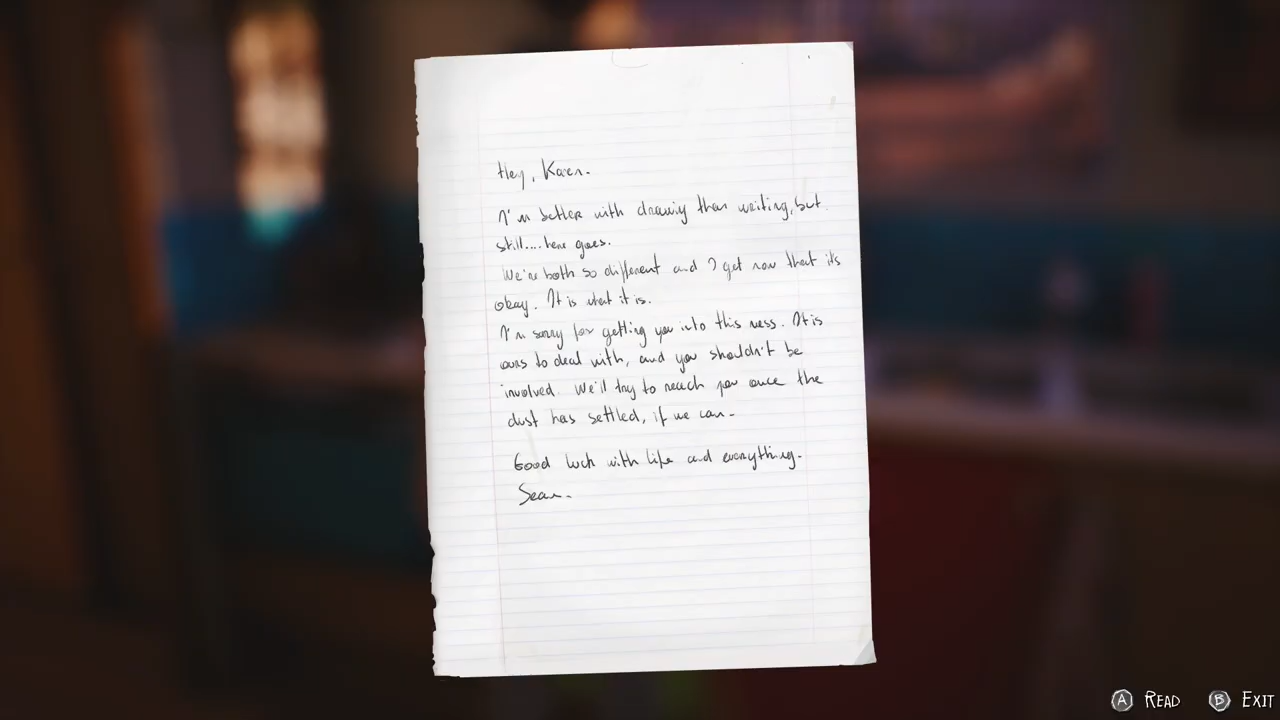 Hey, Karen.
I'm better with drawing than writing, but
still.... here goes.
We're both so different and I get now that it's
okay. It is what it is.
I'm sorry for getting you into this mess. It is
ours to deal with, and you shouldn't be
involved. We'll try to reach you once the
dust has settled, if we can.
Good luck with life and everything.
Sean.
A READ B EXIT